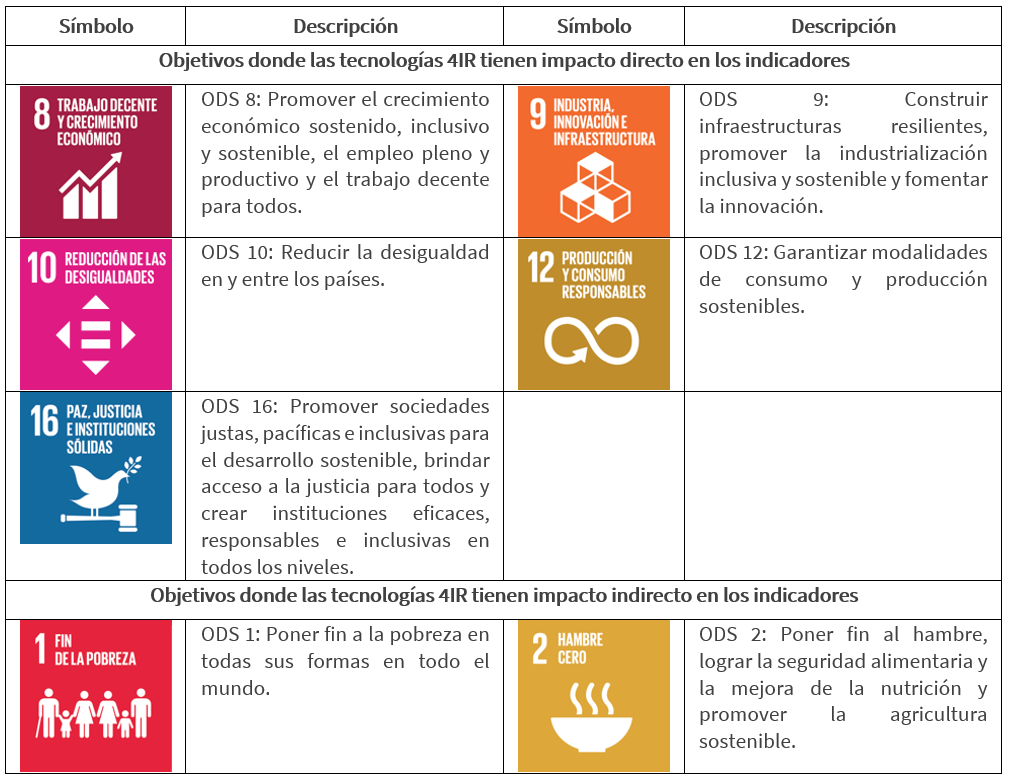 Símbolo Descripción Símbolo Descripción
Objetivos donde las tecnologías 4IR tienen impacto directo en los indicadores
8 TRABAJO DECENTE
Y CRECIMIENTO
ECONÓMICO
ODS 8: Promover el crecimiento
económico sostenido, inclusivo
y sostenible, el empleo pleno y
productivo y el trabajo decente
para todos.
9 INDUSTRIA,
INNOVACIÓN E
INFRAESTRUCTURA
ODS 9: Construir
infraestructuras resilientes,
promover la industrialización
inclusiva y sostenible y fomentar
la innovación.
10 REDUCCIÓN DE LAS
DESIGUALDADES
ODS 10: Reducir la desigualdad
en y entre los países.
12 PRODUCCIÓN
Y CONSUMO
RESPONSABLES
ODS 12: Garantizar modalidades
de consumo y producción
sostenibles.
16 PAZ, JUSTICIA
E INSTITUCIONES
SÓLIDAS
ODS 16: Promover sociedades
justas, pacíficas e inclusivas para
el desarrollo sostenible, brindar
acceso a la justicia para todos y
crear instituciones eficaces,
responsables e inclusivas en
todos los niveles.
Objetivos donde las tecnologías 4IR tienen impacto indirecto en los indicadores
1 FIN
DE LA POBREZA
ODS 1: Poner fin a la pobreza en
todas sus formas en todo el
mundo.
2 HAMBRE
CERO
ODS 2: Poner fin al hambre,
lograr la seguridad alimentaria y
la mejora de la nutrición y
promover la agricultura
sostenible.